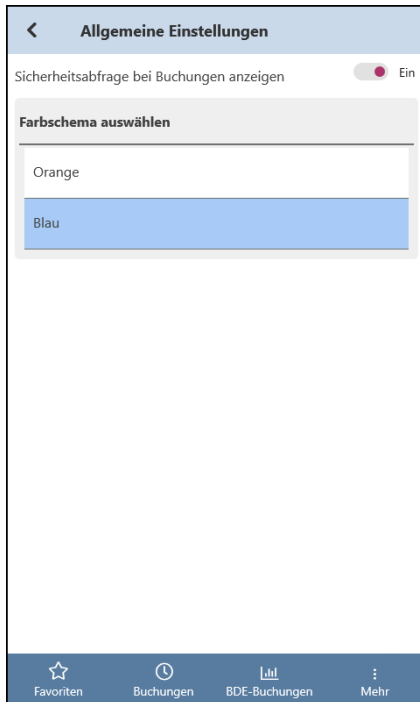 Allgemeine Einstellungen
Sicherheitsabfrage bei Buchungen anzeigen Ein
Farbschema auswählen
Orange
Blau
Favoriten Buchungen BDE-Buchungen Mehr